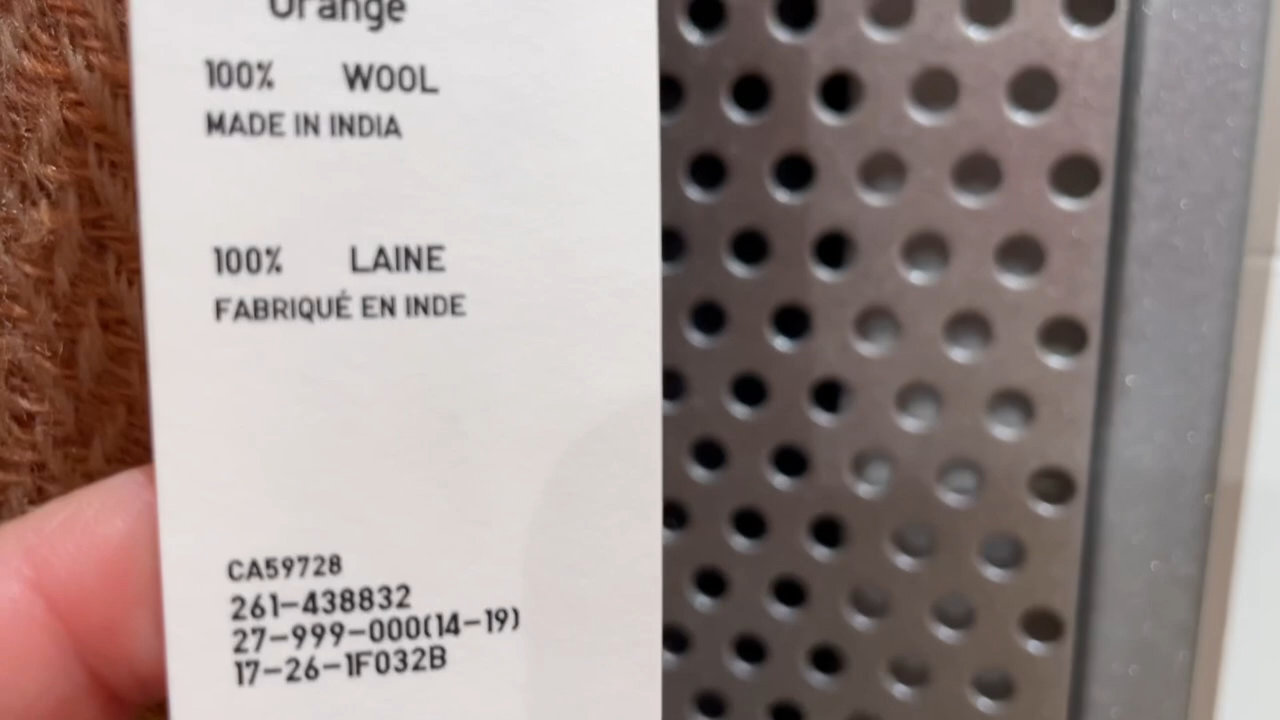 Orange
100% WOOL
MADE IN INDIA
100% LAINE
FABRIQUÉ EN INDE
CA59728
261-438832
27-999-000(14-19)
17-26-1F032B